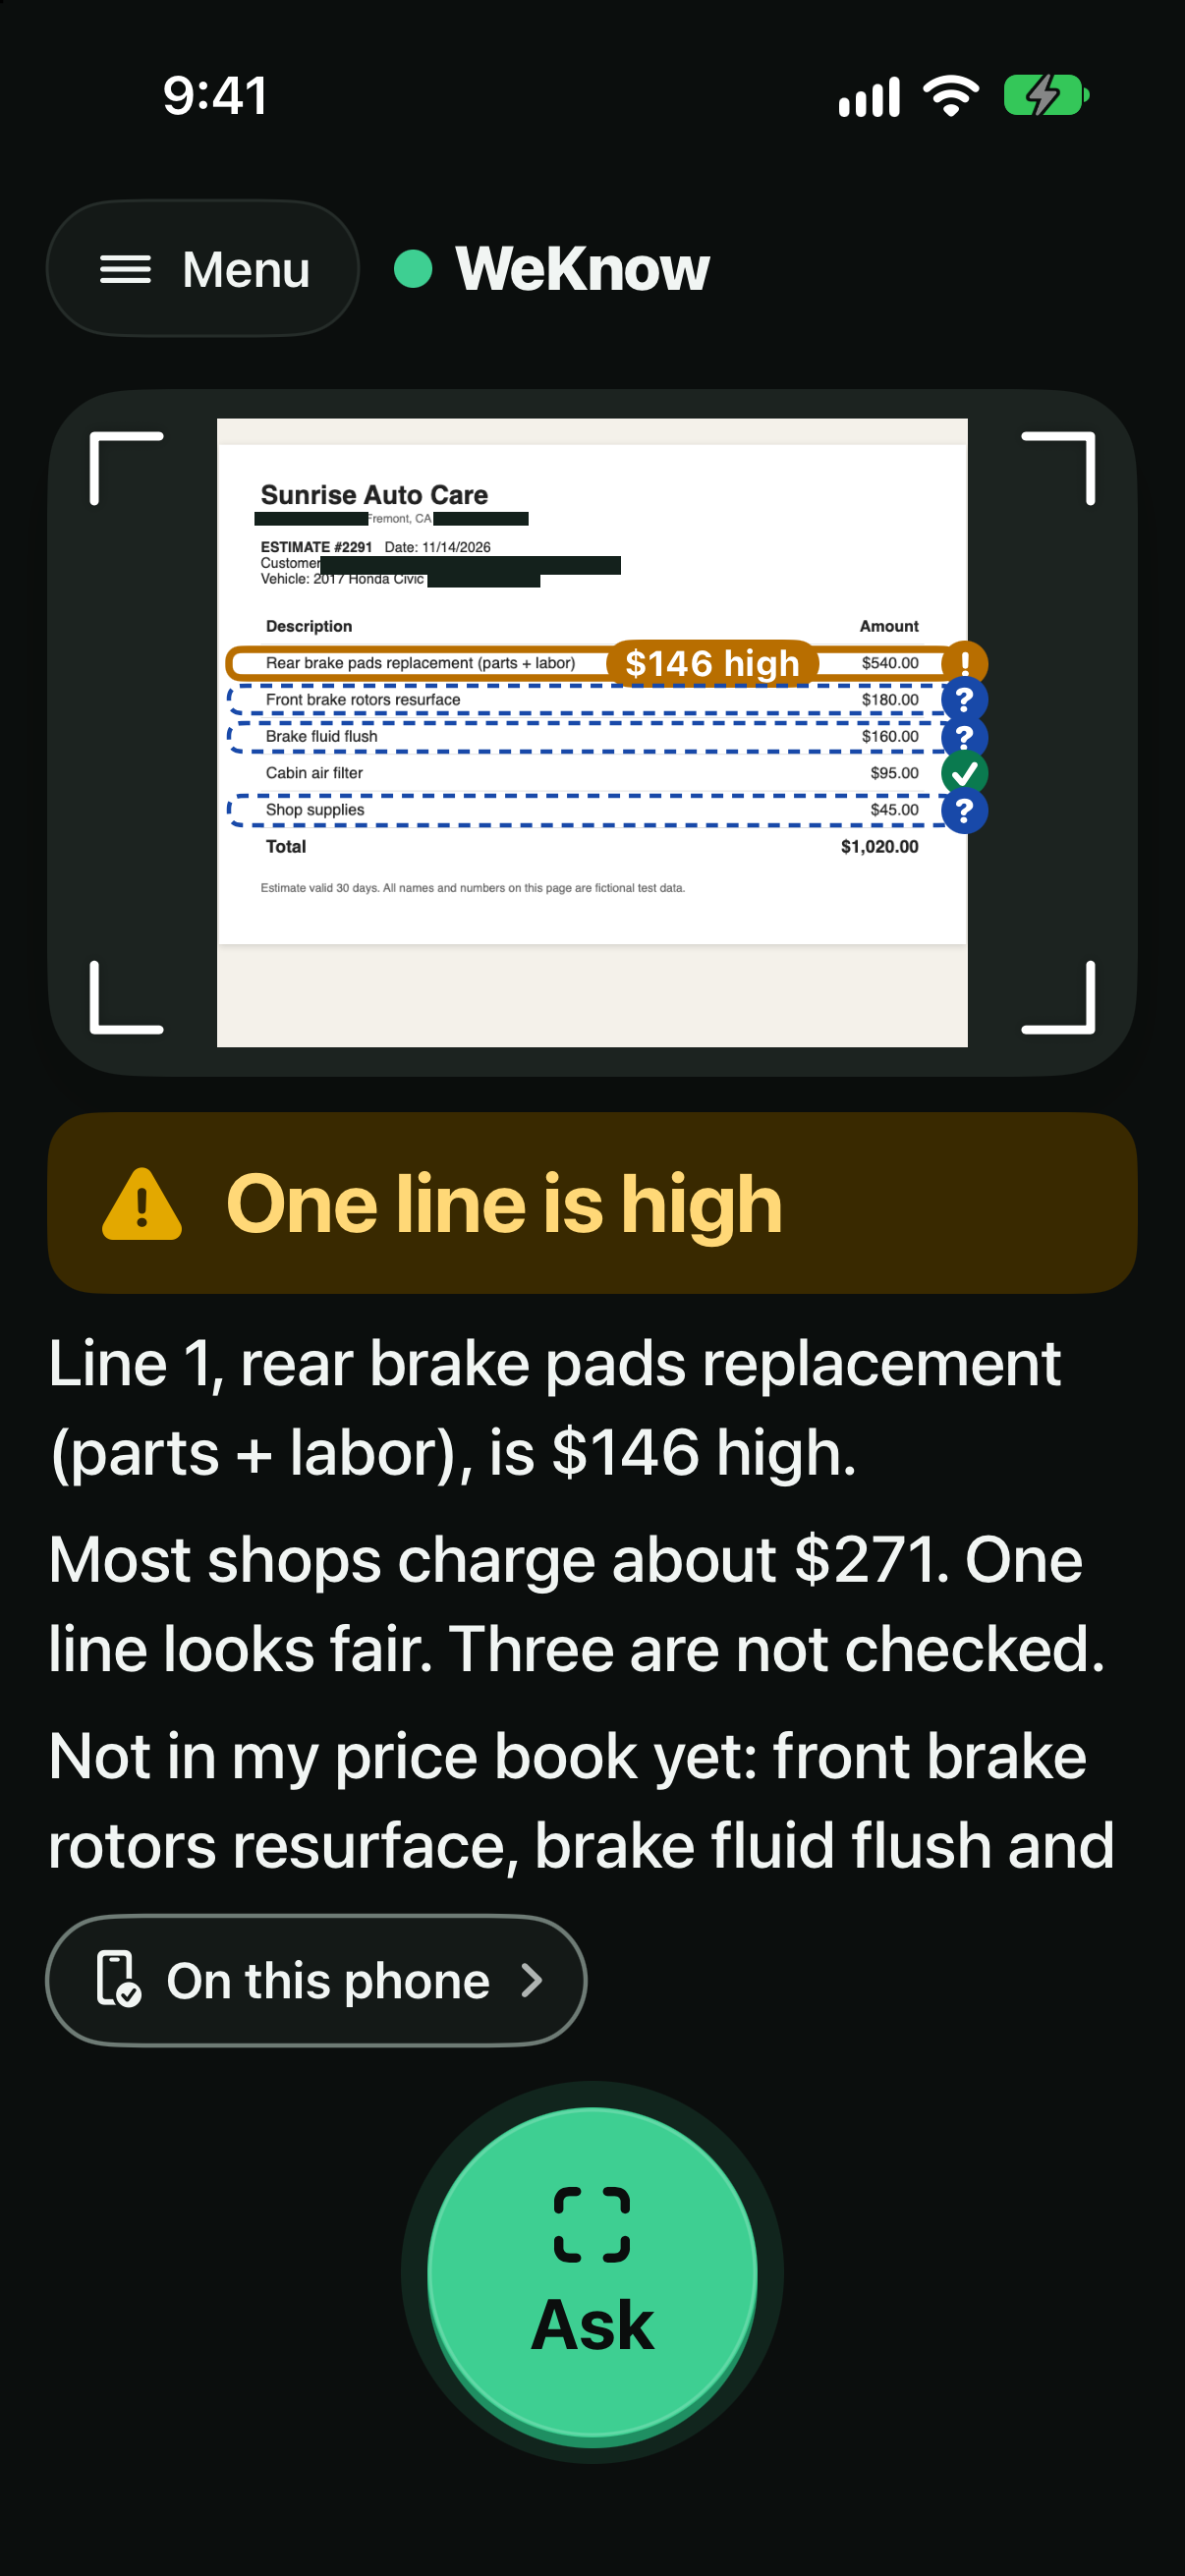 9:41
Menu
WeKnow
Sunrise Auto Care
Fremont, CA
ESTIMATE #2291 Date: 11/14/2026
Customer
Vehicle: 2017 Honda Civic
Description Amount
Rear brake pads replacement (parts + labor) $146 high $540.00 !
Front brake rotors resurface $180.00 ?
Brake fluid flush $160.00 ?
Cabin air filter $95.00
Shop supplies $45.00 ?
Total $1,020.00
Estimate valid 30 days. All names and numbers on this page are fictional test data.
One line is high
Line 1, rear brake pads replacement
(parts + labor), is $146 high.
Most shops charge about $271. One
line looks fair. Three are not checked.
Not in my price book yet: front brake
rotors resurface, brake fluid flush and
On this phone
Ask